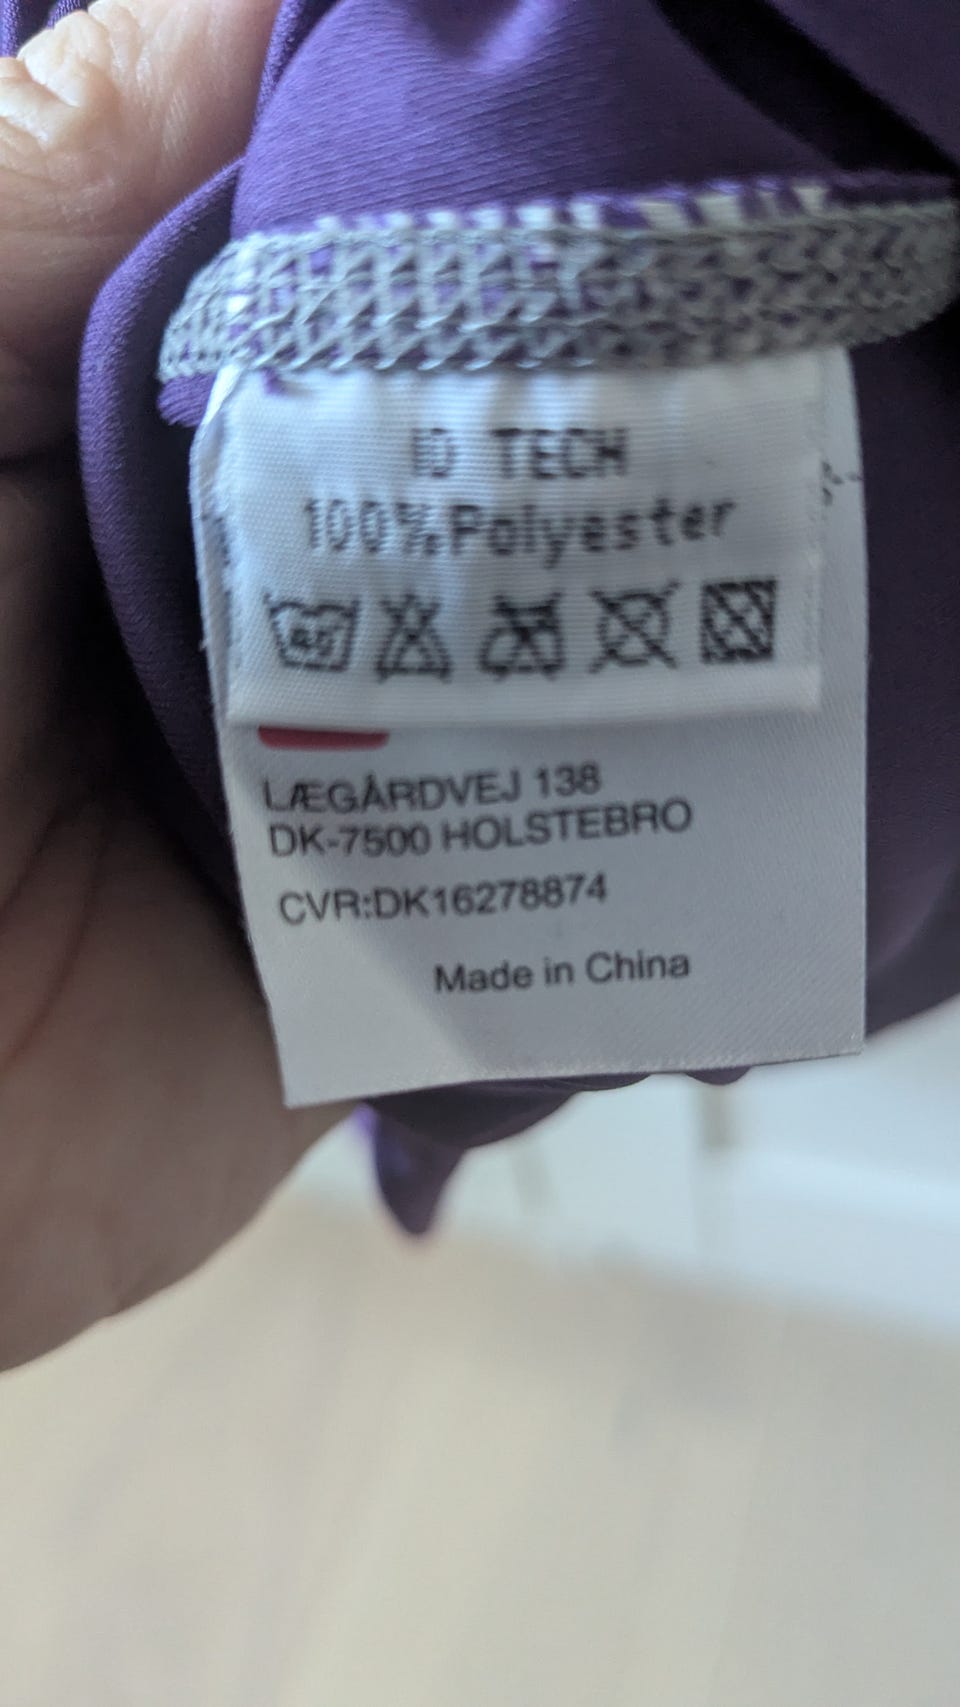 ID TECH
100% Polyester
LÆGÅRDVEJ 138
DK-7500 HOLSTEBRO
CVR:DK16278874
Made in China